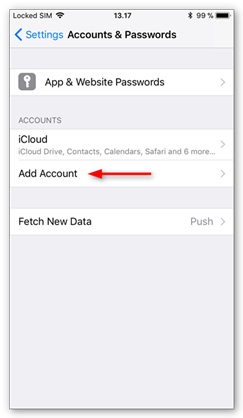 Locked SIM 13.17 99 %
Settings Accounts & Passwords
App & Website Passwords
ACCOUNTS
iCloud
iCloud Drive, Contacts, Calendars, Safari and 6 more...
Add Account
Fetch New Data Push